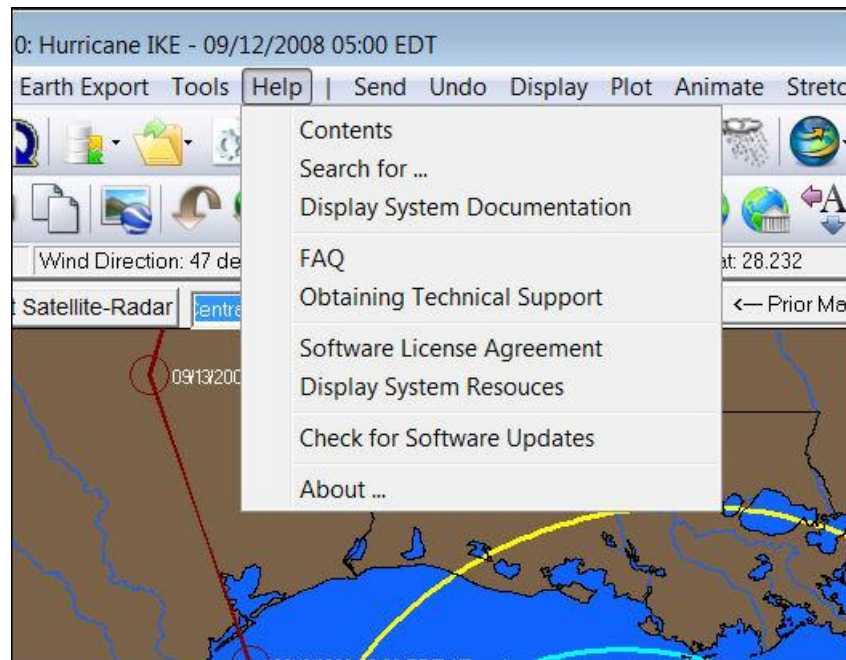 0: Hurricane IKE - 09/12/2008 05:00 EDT
Earth Export Tools Help | Send Undo Display Plot Animate Stretc
Contents
Search for ...
Display System Documentation
Wind Direction: 47 de
FAQ
at: 28.232
Obtaining Technical Support
t Satellite-Radar
Centre
<-- Prior Ma
Software License Agreement
09/13/200
Display System Resouces
Check for Software Updates
About ...